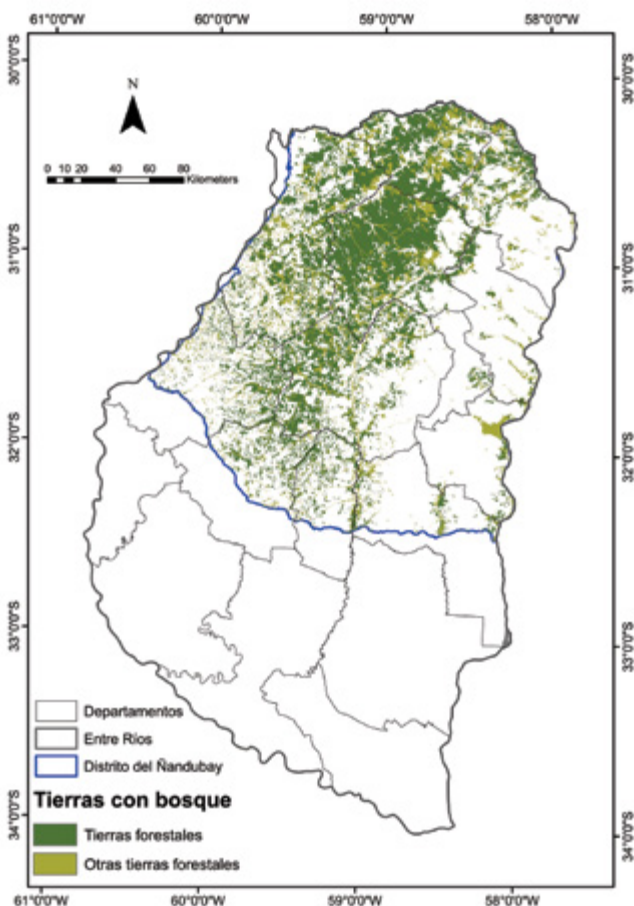 61°0'0"W 60°0'0"W 59°0'0"W 58°0'0"W
30°0'0"S
30°0'0"S
N
0 10 20 40 60 80
Kilometers
31°0'0"S
31°0'0"S
32°0'0"S
32°0'0"S
33°0'0"S
33°0'0"S
Departamentos
Entre Ríos
Distrito del Ñandubay
Tierras con bosque
Tierras forestales
Otras tierras forestales
34°0'0"S
34°0'0"S
61°0'0"W 60°0'0"W 59°0'0"W 58°0'0"W